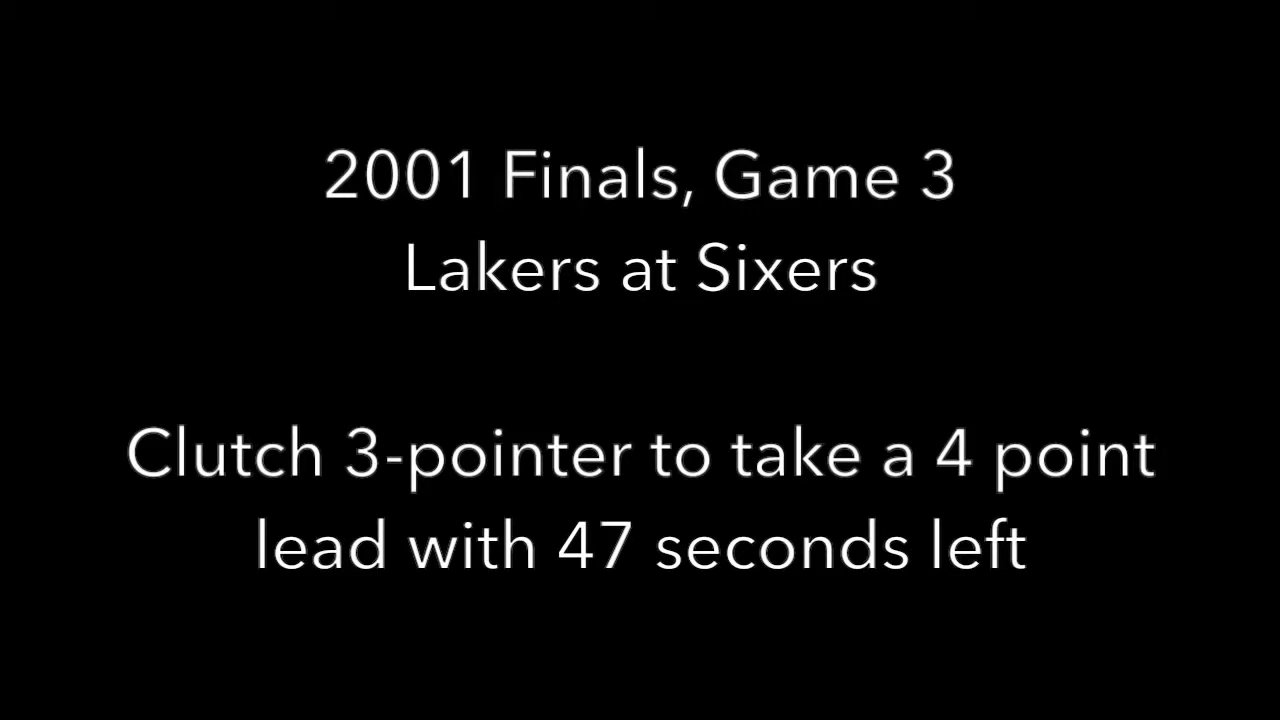 2001 Finals, Game 3
Lakers at Sixers
Clutch 3-pointer to take a 4 point
lead with 47 seconds left